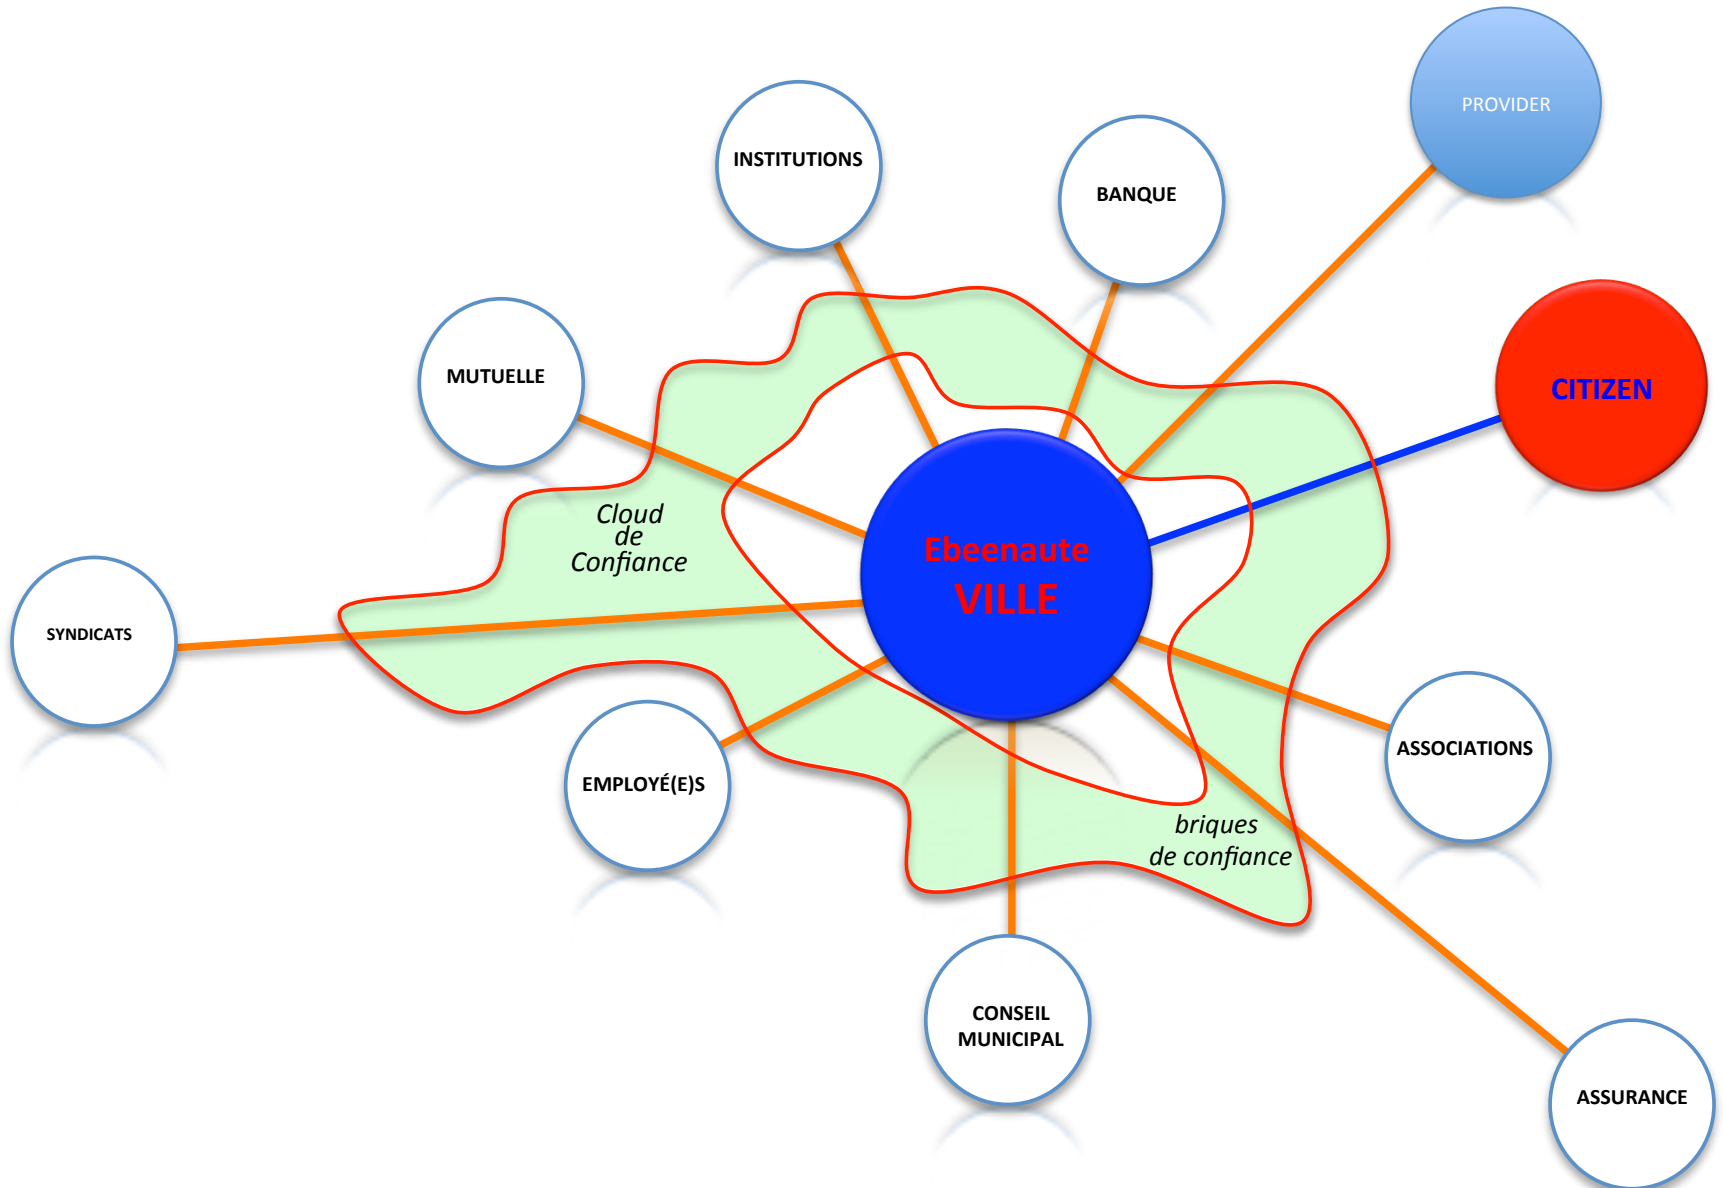 PROVIDER
INSTITUTIONS
BANQUE
MUTUELLE
CITIZEN
Cloud
de
Confiance
Ebeenaute
VILLE
SYNDICATS
EMPLOYÉ(E)S
ASSOCIATIONS
briques
de confiance
CONSEIL
MUNICIPAL
ASSURANCE